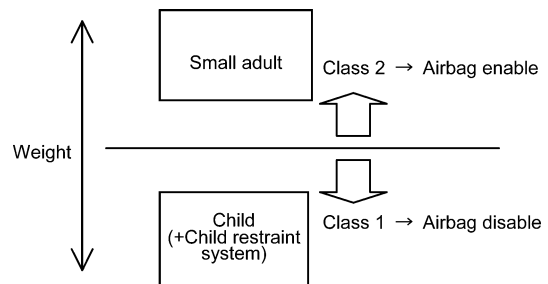 Small adult
Class 2 → Airbag enable
Weight
Child
(+Child restraint
system)
Class 1 → Airbag disable